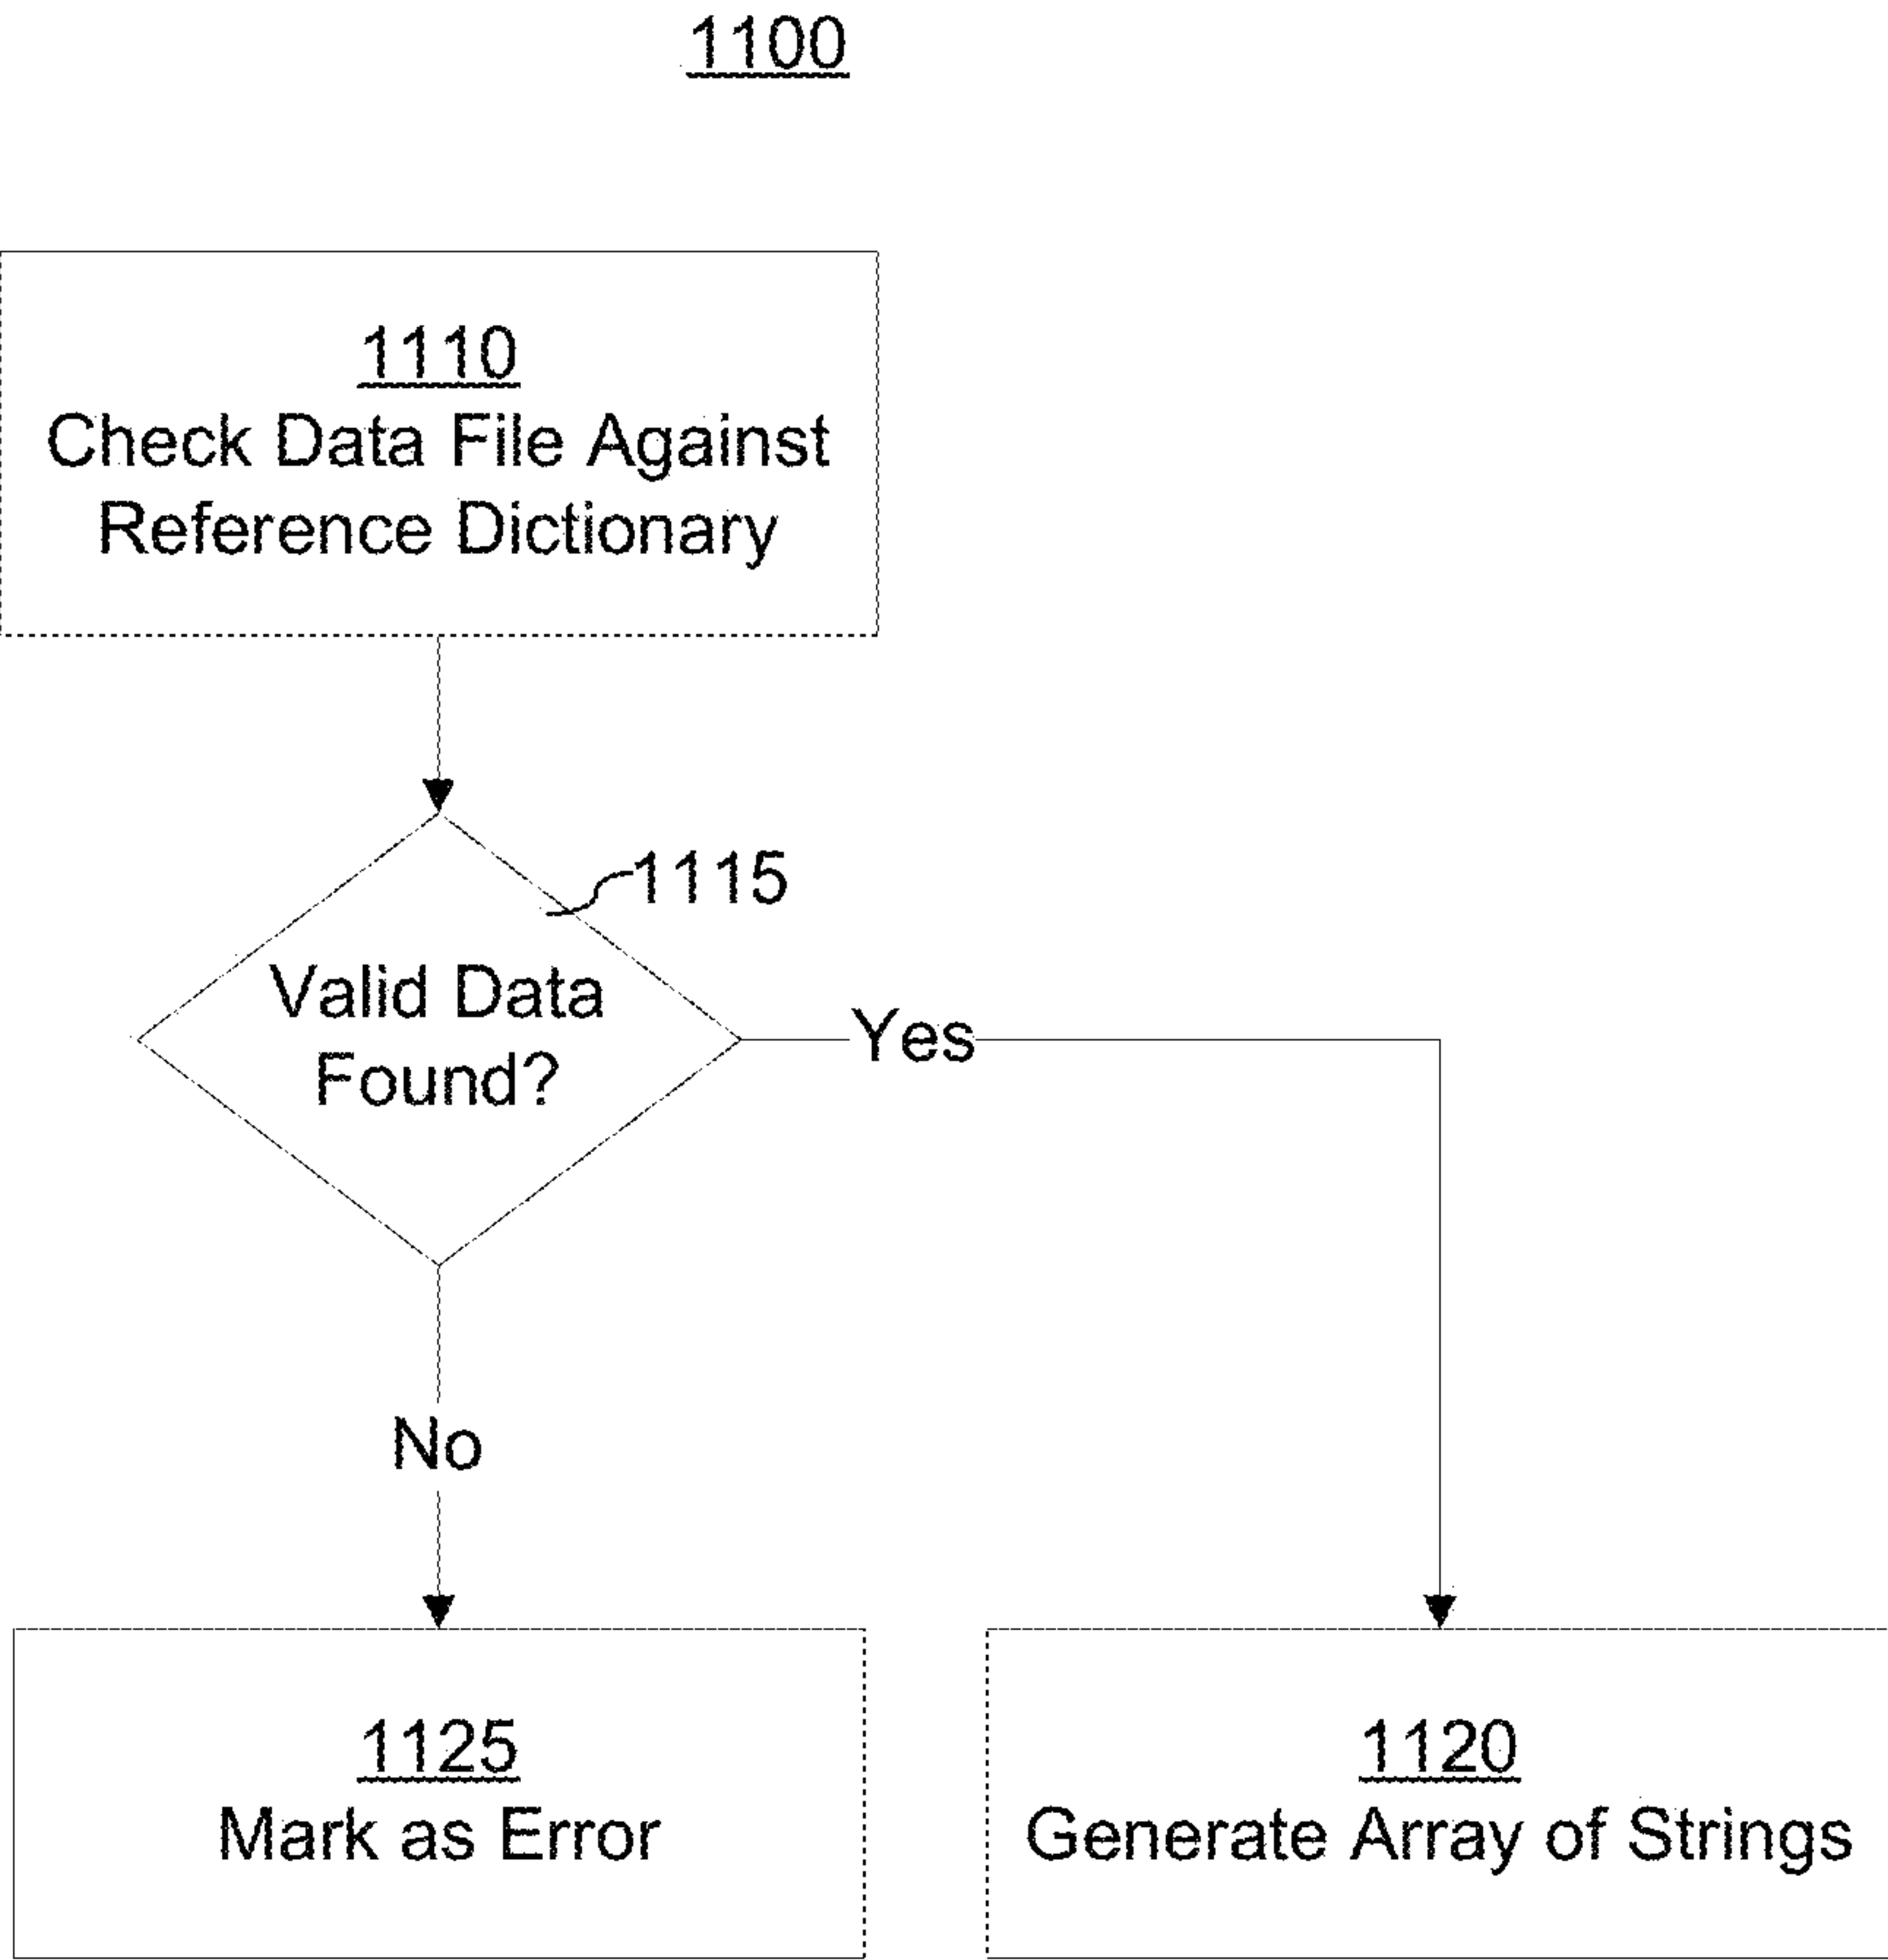 1100
1110
Check Data File Against
Reference Dictionary
1115
Valid Data
Found?
Yes
No
1125
Mark as Error
1120
Generate Array of Strings